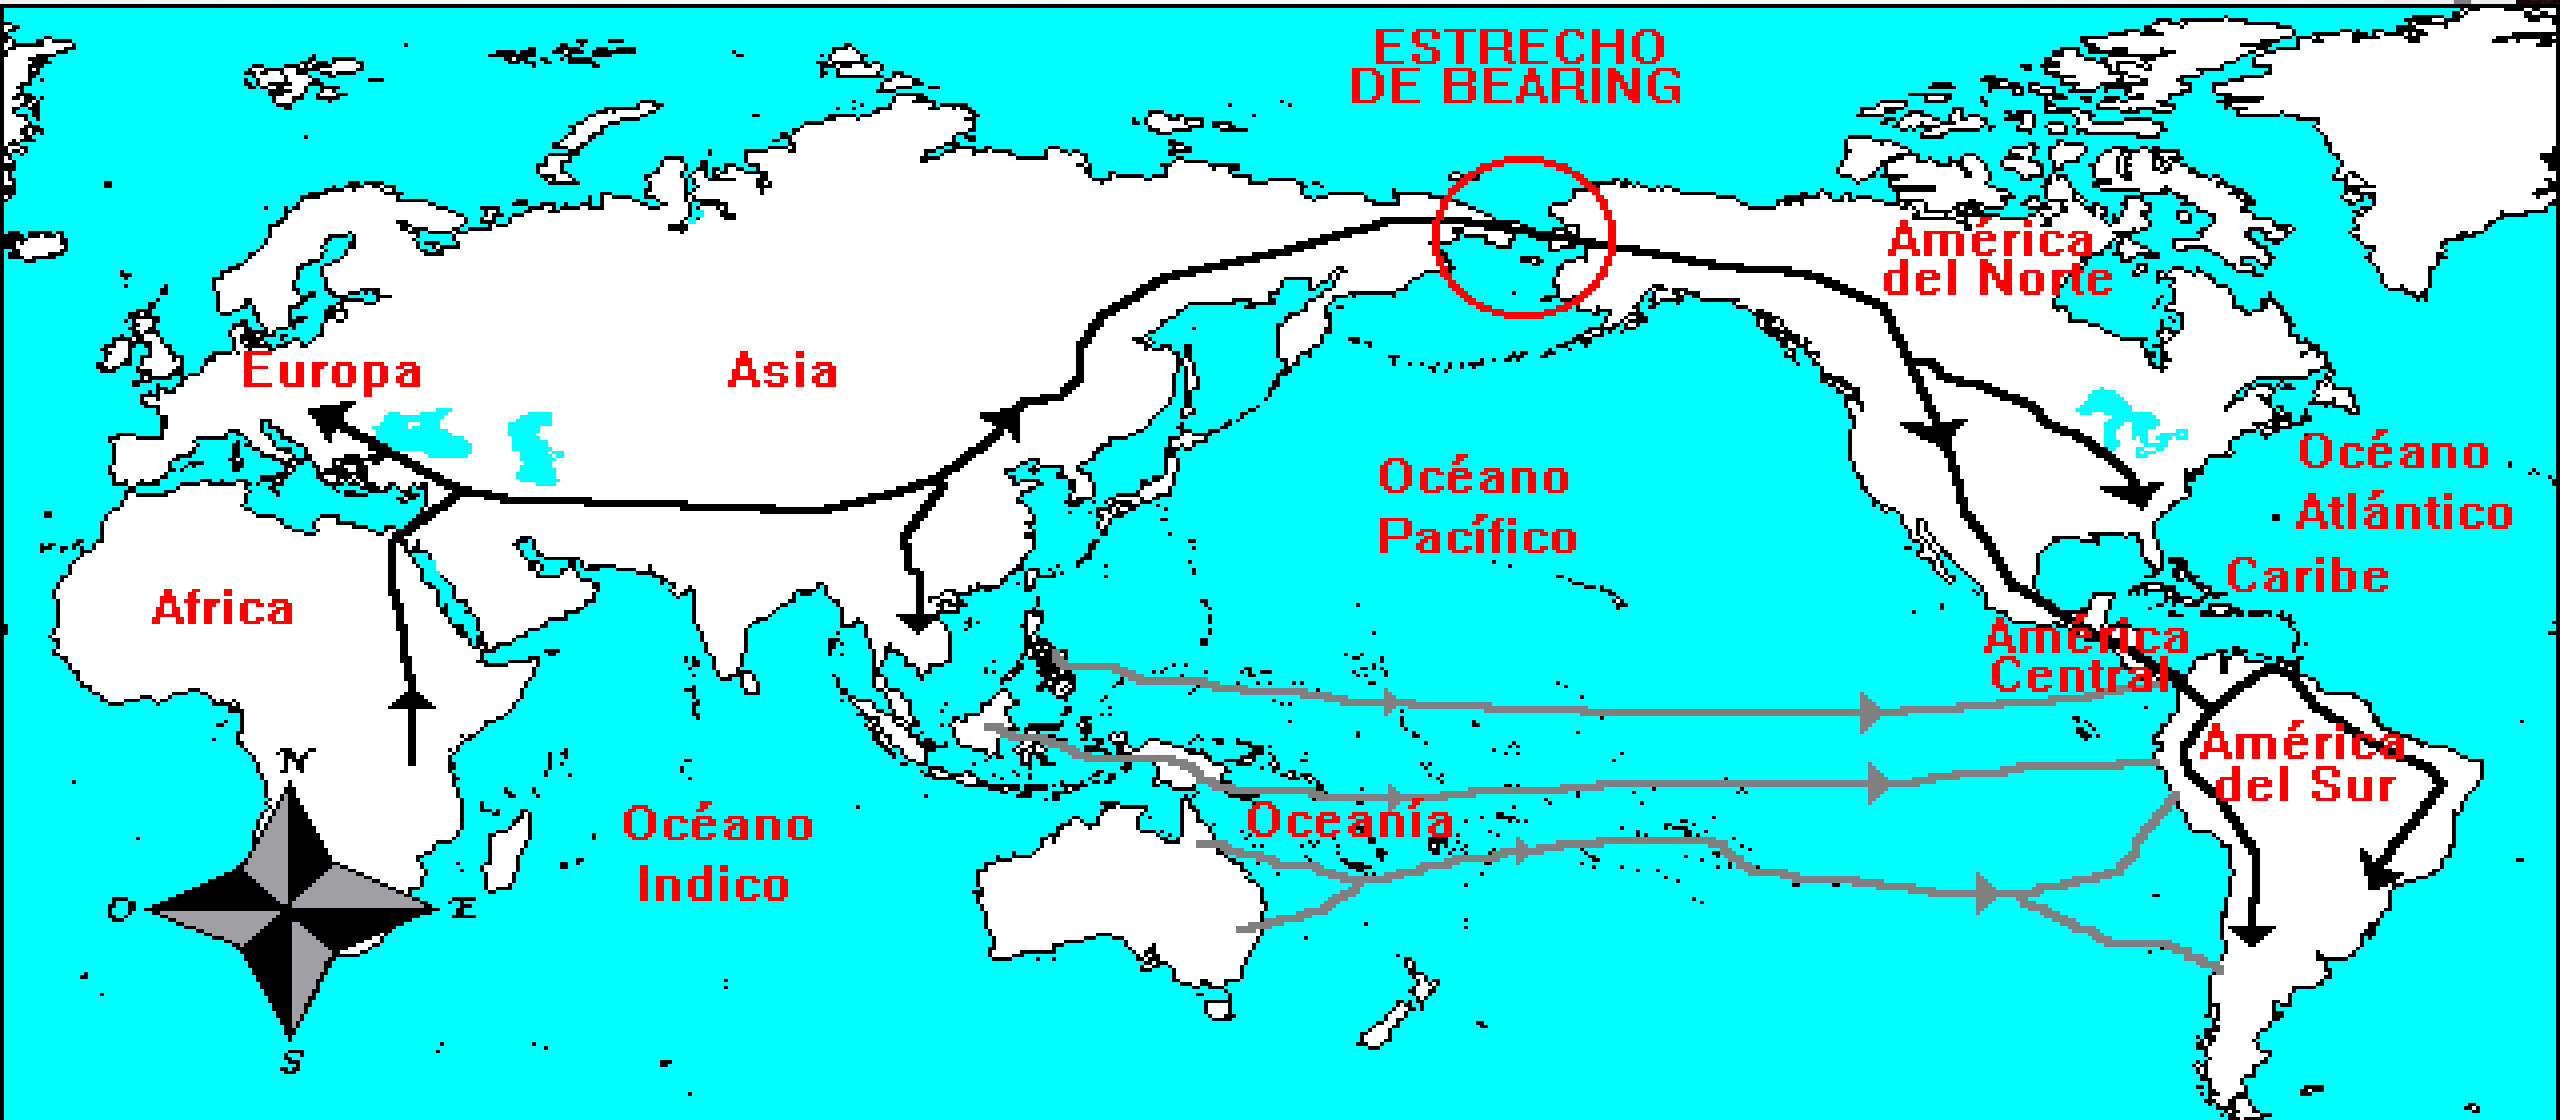 ESTRECHO
DE BEARING
América
del Norte
Europa
Asia
Océano
Atlántico
Océano
Pacífico
Caribe
Africa
América
Central
América
del Sur
Oceanía
Océano
Indico
N
O
E
S